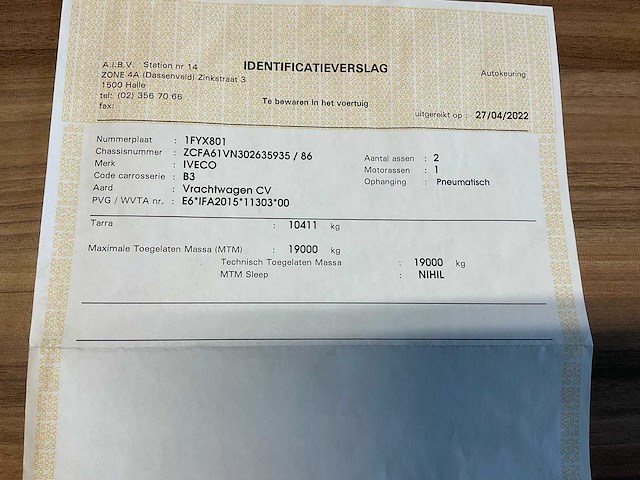 IDENTIFICATIEVERSLAG
A.I.B.V. Station nr 14
ZONE 4A (Dassenveld) Zinkstraat 3
1500 Halle
tel: (02) 356 70 66
fax:
Autokeuring
Te bewaren in het voertuig
uitgereikt op : 27/04/2022
Nummerplaat : 1FYX801
Chassisnummer : ZCFA61VN302635935 / 86
Merk : IVECO
Code carrosserie : B3
Aard : Vrachtwagen CV
PVG / WVTA nr. : E6*IFA2015*11303*00
Aantal assen : 2
Motorassen : 1
Ophanging : Pneumatisch
Tarra : 10411 kg
Maximale Toegelaten Massa (MTM) : 19000 kg
Technisch Toegelaten Massa : 19000 kg
MTM Sleep : NIHIL